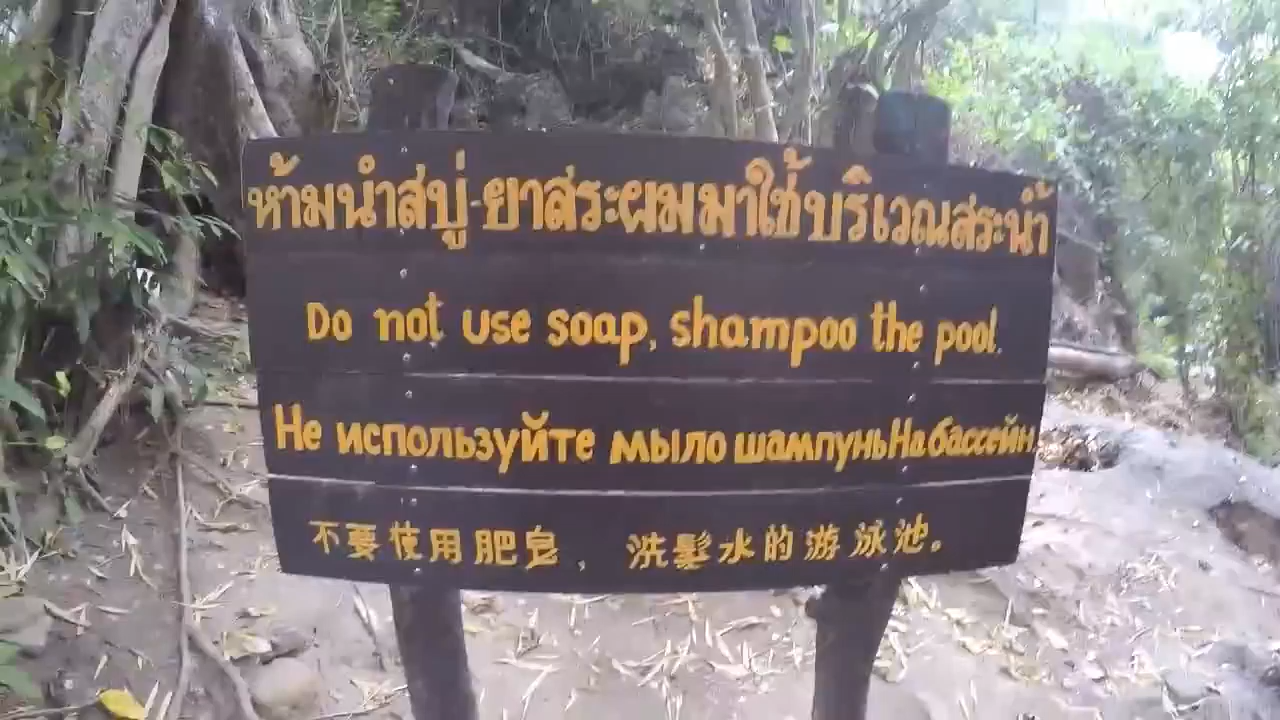 ห้ามนำสบู่-ยาสระผมมาใช้บริเวณสระน้ำ
Do not use soap, shampoo the pool.
Не используйте мыло шампунь На бассейн.
不要使用肥皂，洗髪水的游泳池。